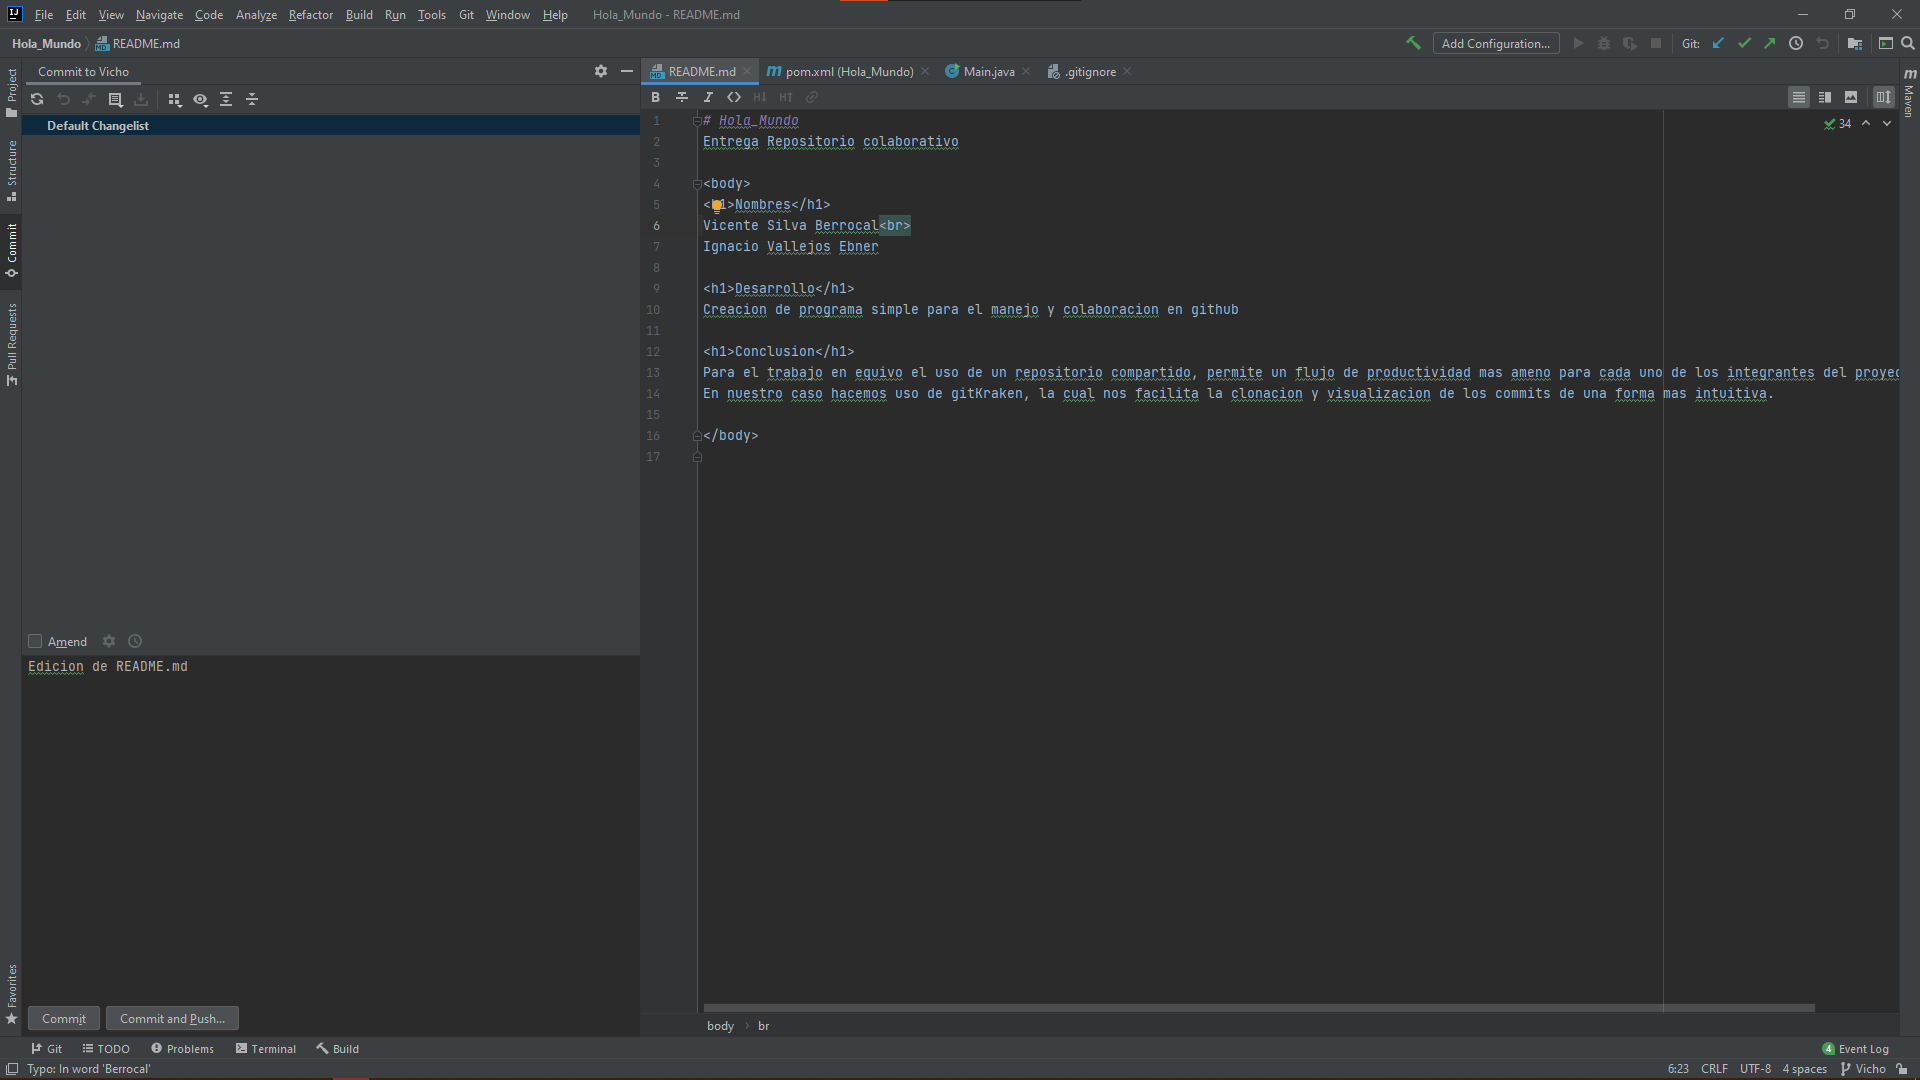 File Edit View Navigate Code Analyze Refactor Build Run Tools Git Window Help Hola_Mundo - README.md
Hola_Mundo README.md Add Configuration... Git:
Project
Commit to Vicho
README.md pom.xml (Hola_Mundo) Main.java .gitignore
Maven
Default Changelist
Structure
Commit
Pull Requests
34
1 # Hola_Mundo
2 Entrega Repositorio colaborativo
3
4 <body>
5 <h1>Nombres</h1>
6 Vicente Silva Berrocal<br>
7 Ignacio Vallejos Ebner
8
9 <h1>Desarrollo</h1>
10 Creacion de programa simple para el manejo y colaboracion en github
11
12 <h1>Conclusion</h1>
13 Para el trabajo en equivo el uso de un repositorio compartido, permite un flujo de productividad mas ameno para cada uno de los integrantes del proyec
14 En nuestro caso hacemos uso de gitKraken, la cual nos facilita la clonacion y visualizacion de los commits de una forma mas intuitiva.
15
16 </body>
17
Amend
Edicion de README.md
Favorites
Commit Commit and Push...
body br
Git TODO Problems Terminal Build 4 Event Log
Typo: In word 'Berrocal' 6:23 CRLF UTF-8 4 spaces Vicho